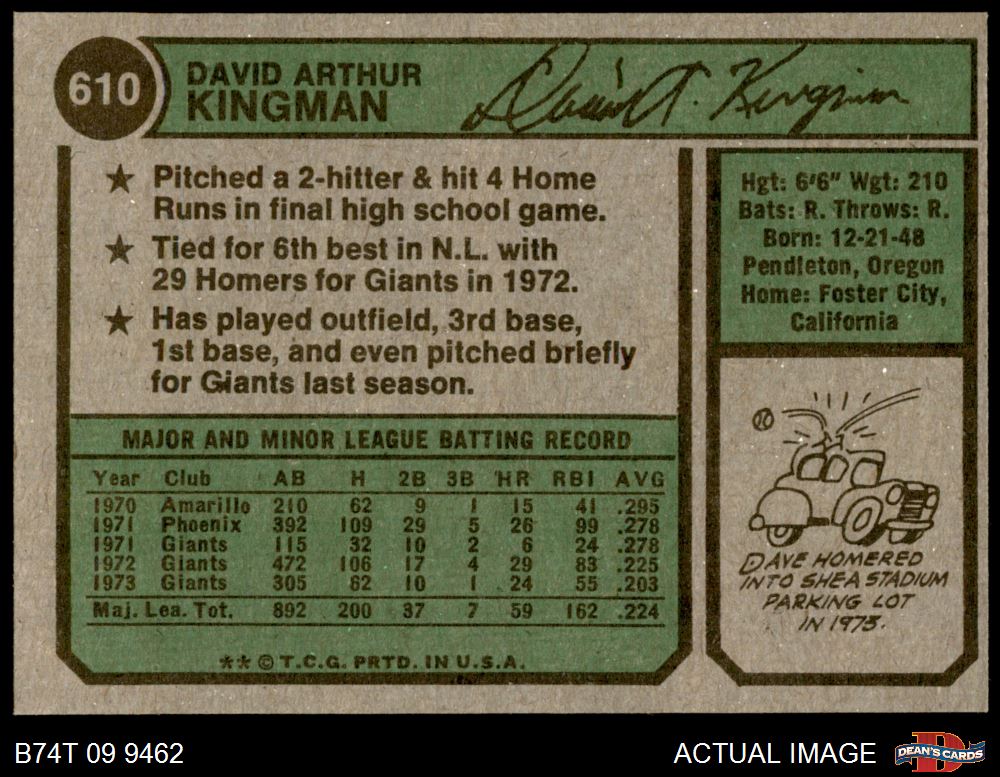 610
DAVID ARTHUR
KINGMAN
David A. Kingman
★ Pitched a 2-hitter & hit 4 Home
Runs in final high school game.
★ Tied for 6th best in N.L. with
29 Homers for Giants in 1972.
★ Has played outfield, 3rd base,
1st base, and even pitched briefly
for Giants last season.
Hgt: 6'6" Wgt: 210
Bats: R. Throws: R.
Born: 12-21-48
Pendleton, Oregon
Home: Foster City,
California
MAJOR AND MINOR LEAGUE BATTING RECORD
Year Club AB H 2B 3B HR RBI AVG
1970 Amarillo 210 62 9 1 15 41 .295
1971 Phoenix 392 109 29 5 26 99 .278
1971 Giants 115 32 10 2 6 24 .278
1972 Giants 472 106 17 4 29 83 .225
1973 Giants 305 62 10 1 24 55 .203
Maj. Lea. Tot. 892 200 37 7 59 162 .224
** © T.C.G. PRTD. IN U.S.A.
DAVE HOMERED
INTO SHEA STADIUM
PARKING LOT
IN 1973.
B74T 09 9462
ACTUAL IMAGE
D
DEAN'S CARDS